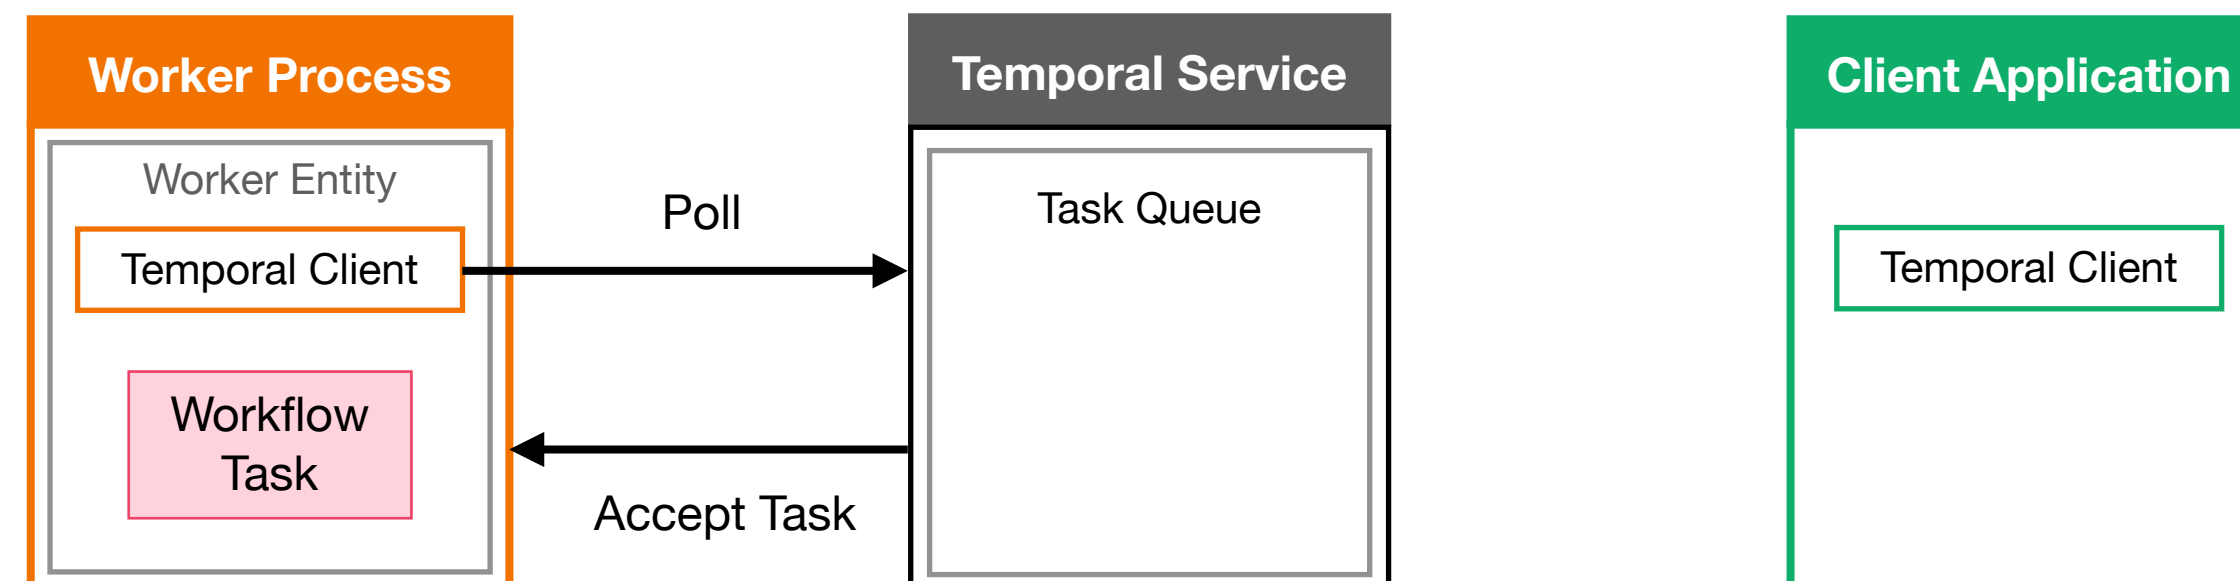 Worker Process
Temporal Service
Client Application
Worker Entity
Temporal Client
Workflow
Task
Poll
Accept Task
Task Queue
Temporal Client